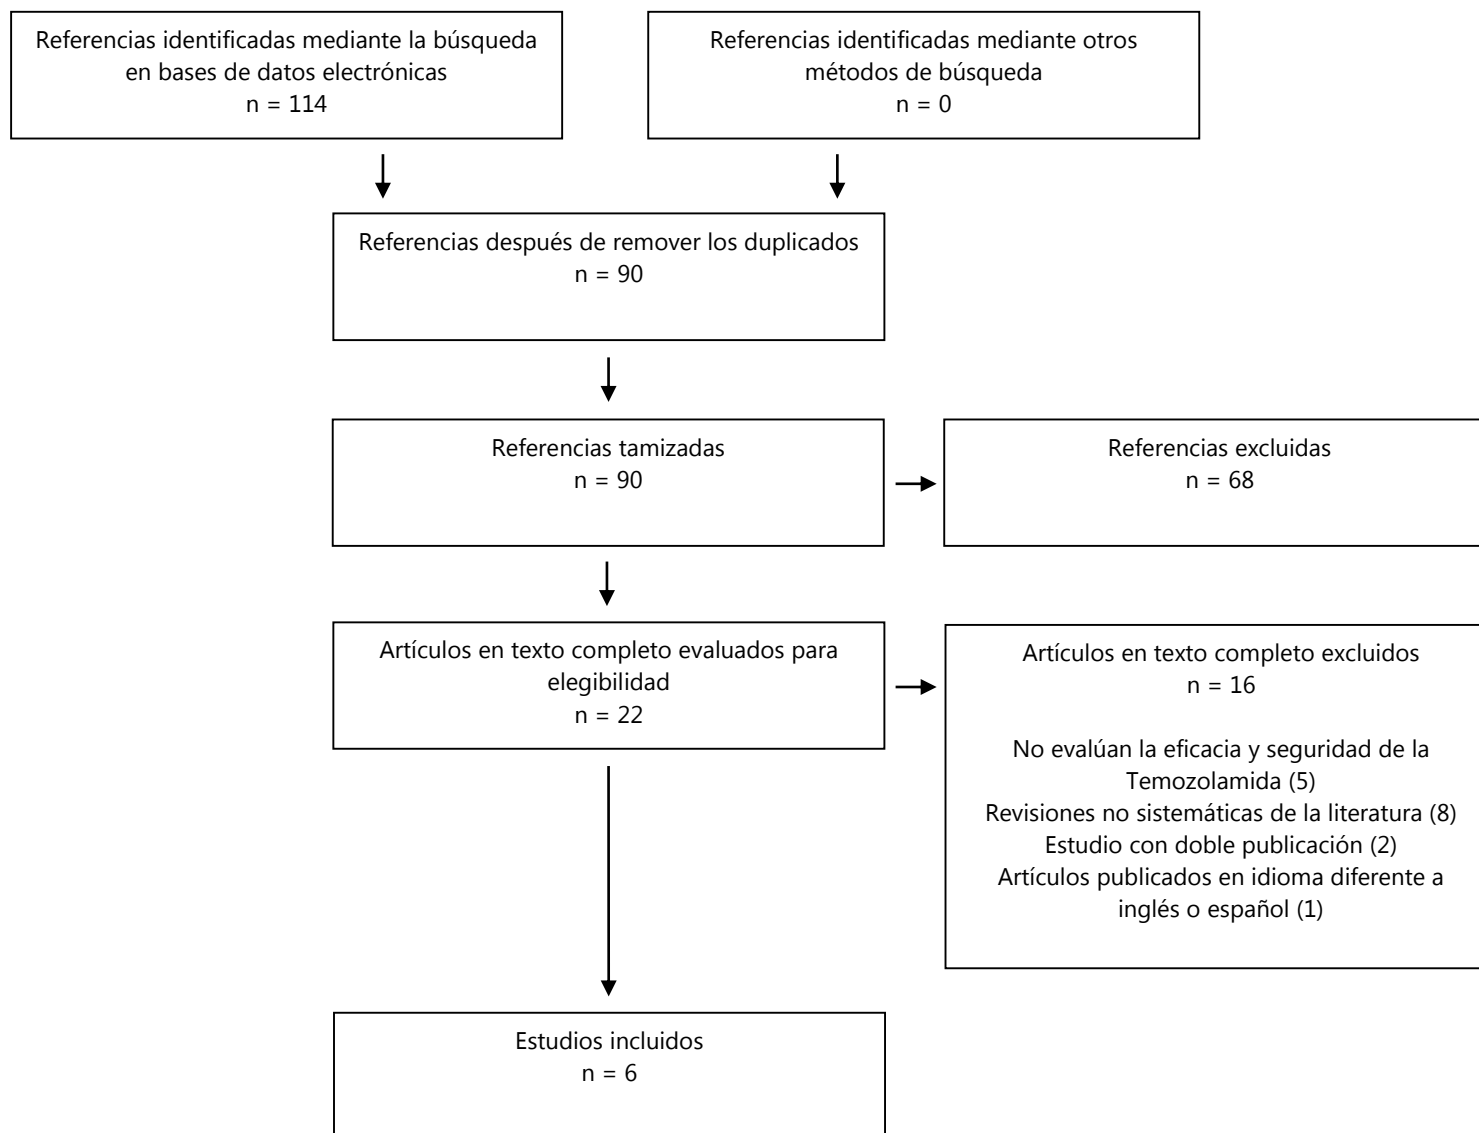 Referencias identificadas mediante la búsqueda
en bases de datos electrónicas
n = 114
Referencias identificadas mediante otros
métodos de búsqueda
n = 0
Referencias después de remover los duplicados
n = 90
Referencias tamizadas
n = 90
Referencias excluidas
n = 68
Artículos en texto completo evaluados para
elegibilidad
n = 22
Artículos en texto completo excluidos
n = 16
No evalúan la eficacia y seguridad de la
Temozolamida (5)
Revisiones no sistemáticas de la literatura (8)
Estudio con doble publicación (2)
Artículos publicados en idioma diferente a
inglés o español (1)
Estudios incluidos
n = 6